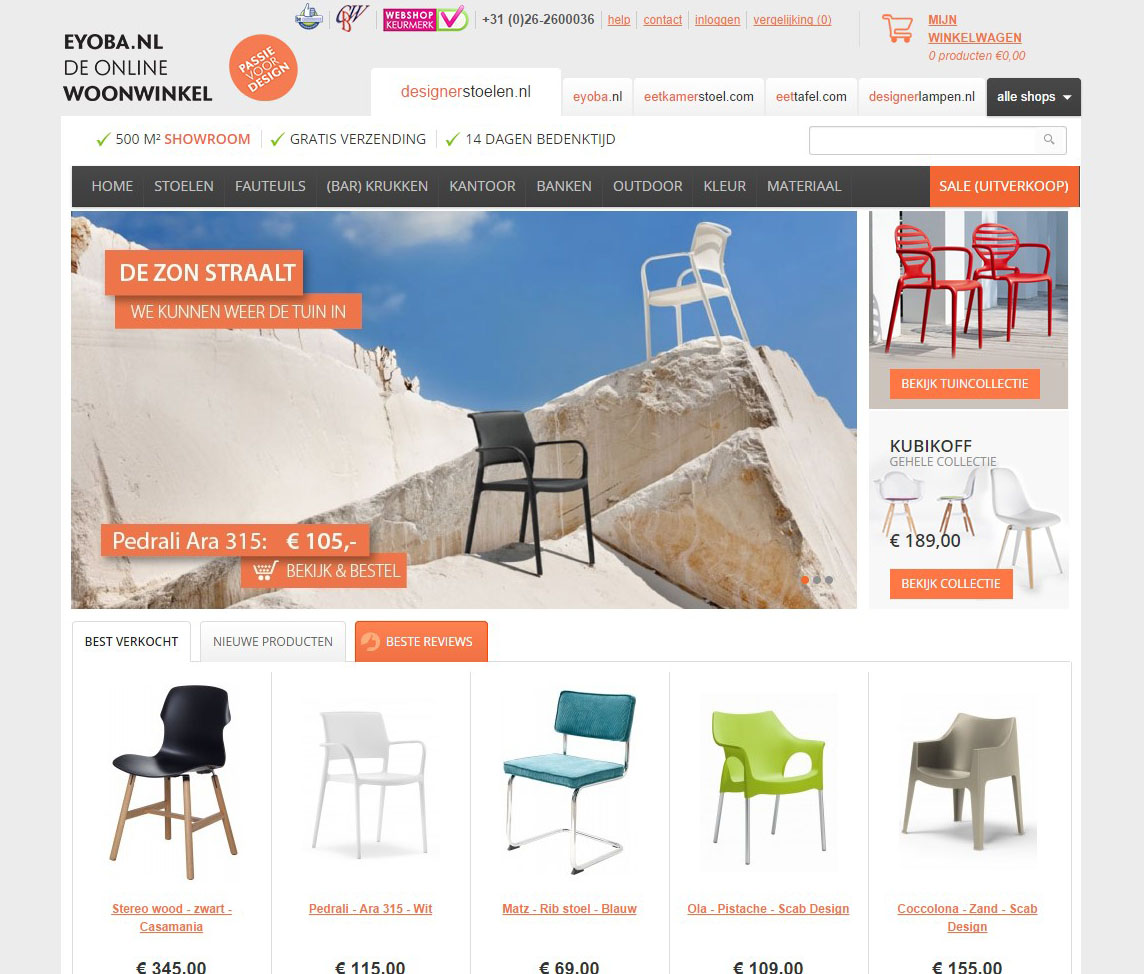 WEBSHOP
KEURMERK
+31 (0)26-2600036
help
contact
inloggen
vergelijking (0)
MIJN
WINKELWAGEN
0 producten €0,00
EYOBA.NL
DE ONLINE
WOONWINKEL
PASSIE
VOOR
DESIGN
designerstoelen.nl
eyoba.nl
eetkamerstoel.com
eettafel.com
designerlampen.nl
alle shops
500 M² SHOWROOM
GRATIS VERZENDING
14 DAGEN BEDENKTIJD
HOME
STOELEN
FAUTEUILS
(BAR) KRUKKEN
KANTOOR
BANKEN
OUTDOOR
KLEUR
MATERIAAL
SALE (UITVERKOOP)
DE ZON STRAALT
WE KUNNEN WEER DE TUIN IN
Pedrali Ara 315: € 105,-
BEKIJK & BESTEL
BEKIJK TUINCOLLECTIE
KUBIKOFF
GEHELE COLLECTIE
€ 189,00
BEKIJK COLLECTIE
BEST VERKOCHT
NIEUWE PRODUCTEN
BESTE REVIEWS
Stereo wood - zwart -
Casamania
€ 345,00
Pedrali - Ara 315 - Wit
€ 115,00
Matz - Rib stoel - Blauw
€ 69,00
Ola - Pistache - Scab Design
€ 109,00
Coccolona - Zand - Scab
Design
€ 155,00